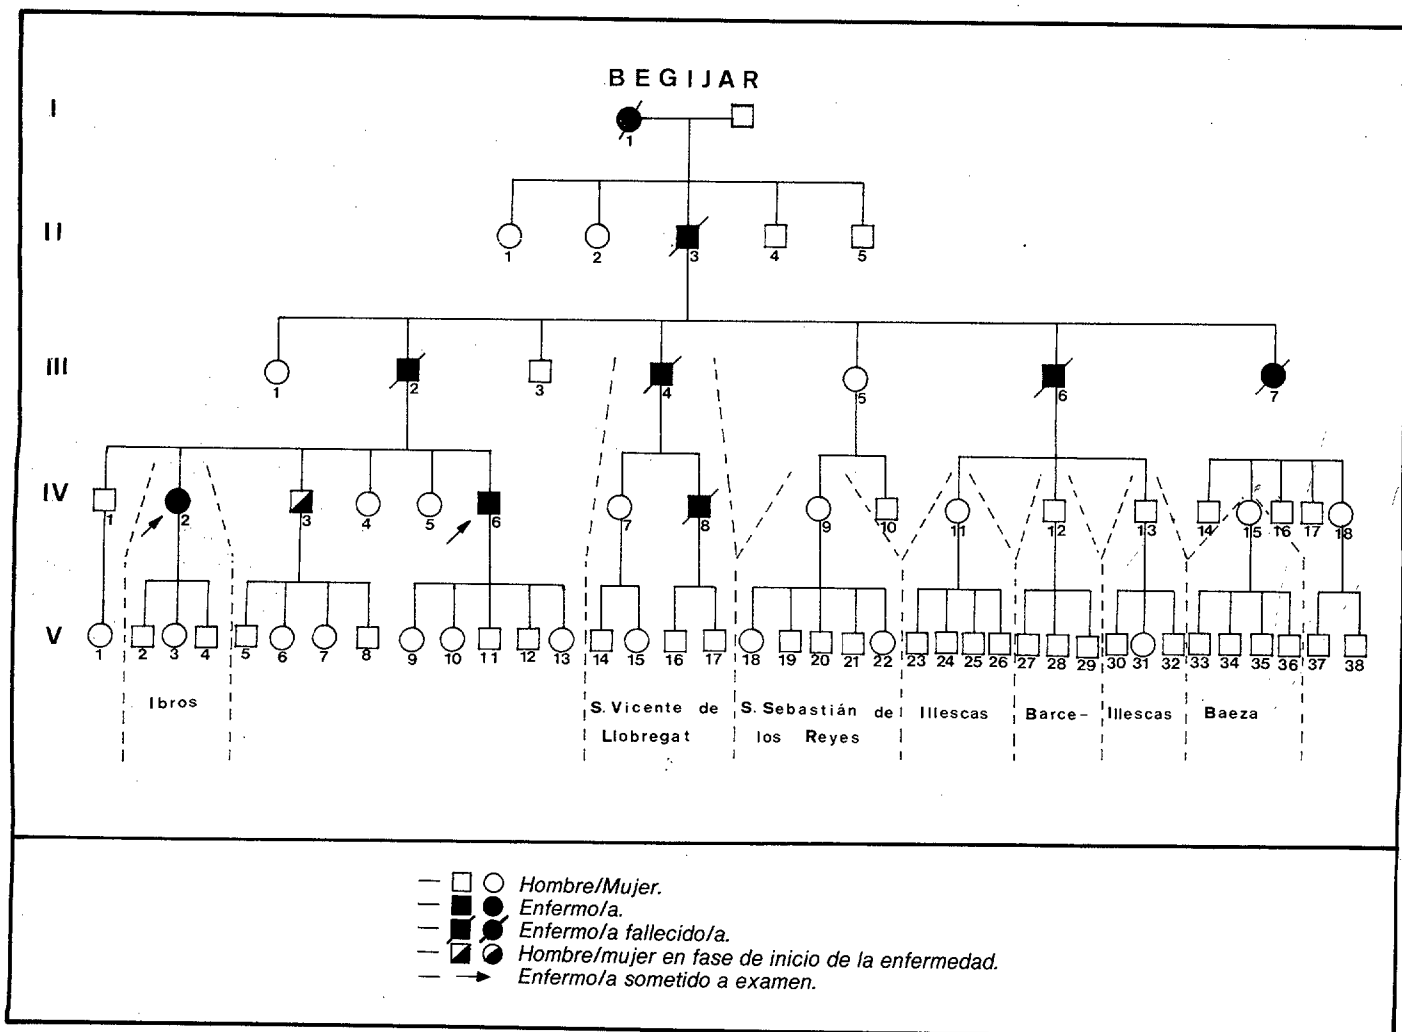 BEGIJAR
I
1
II
1 2 3 4 5
III
1 2 3 4 5 6 7
IV
1 2 3 4 5 6 7 8 9 10 11 12 13 14 15 16 17 18
V
1 2 3 4 5 6 7 8 9 10 11 12 13 14 15 16 17 18 19 20 21 22 23 24 25 26 27 28 29 30 31 32 33 34 35 36 37 38
Ibros
S. Vicente de
Llobregat
S. Sebastián de
los Reyes
Illescas
Barce-
Illescas
Baeza
— Hombre/Mujer.
— Enfermo/a.
— Enfermo/a fallecido/a.
— Hombre/mujer en fase de inicio de la enfermedad.
— Enfermo/a sometido a examen.